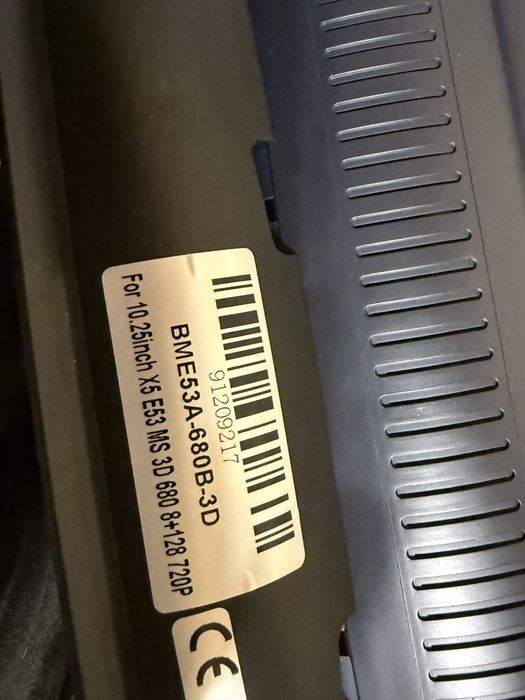 91209217
BME53A-680B-3D
For 10.25inch X5 E53 MS 3D 680 8+128 720P
CE